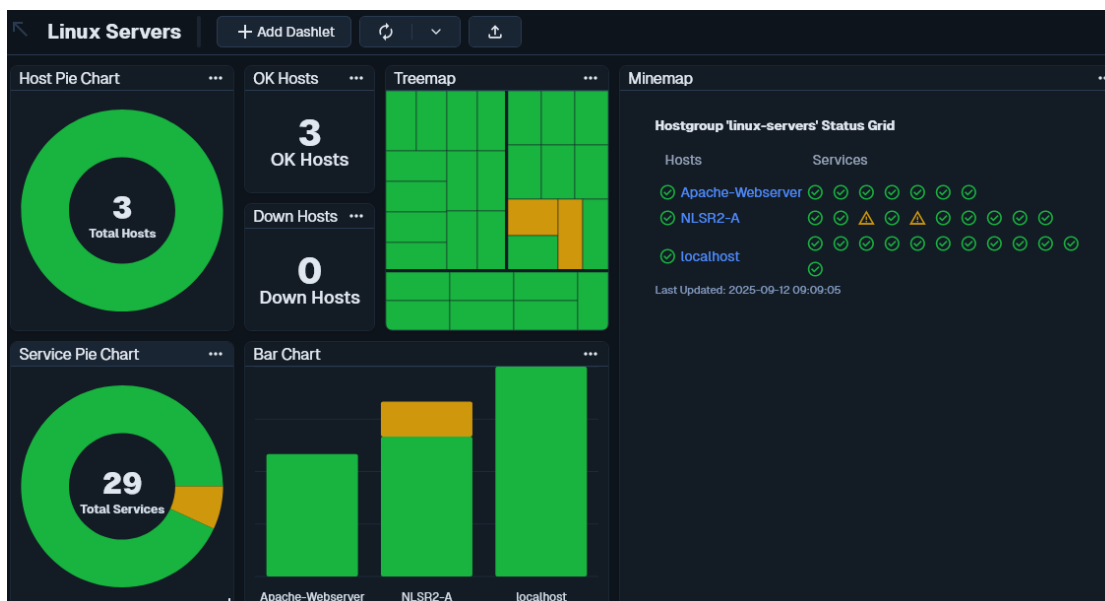 Linux Servers
+ Add Dashlet
Host Pie Chart
3
Total Hosts
OK Hosts
3
OK Hosts
Down Hosts
0
Down Hosts
Treemap
Minemap
Hostgroup 'linux-servers' Status Grid
Hosts Services
Apache-Webserver
NLSR2-A
localhost
Last Updated: 2025-09-12 09:09:05
Service Pie Chart
29
Total Services
Bar Chart
Apache-Webserver NLSR2-A localhost